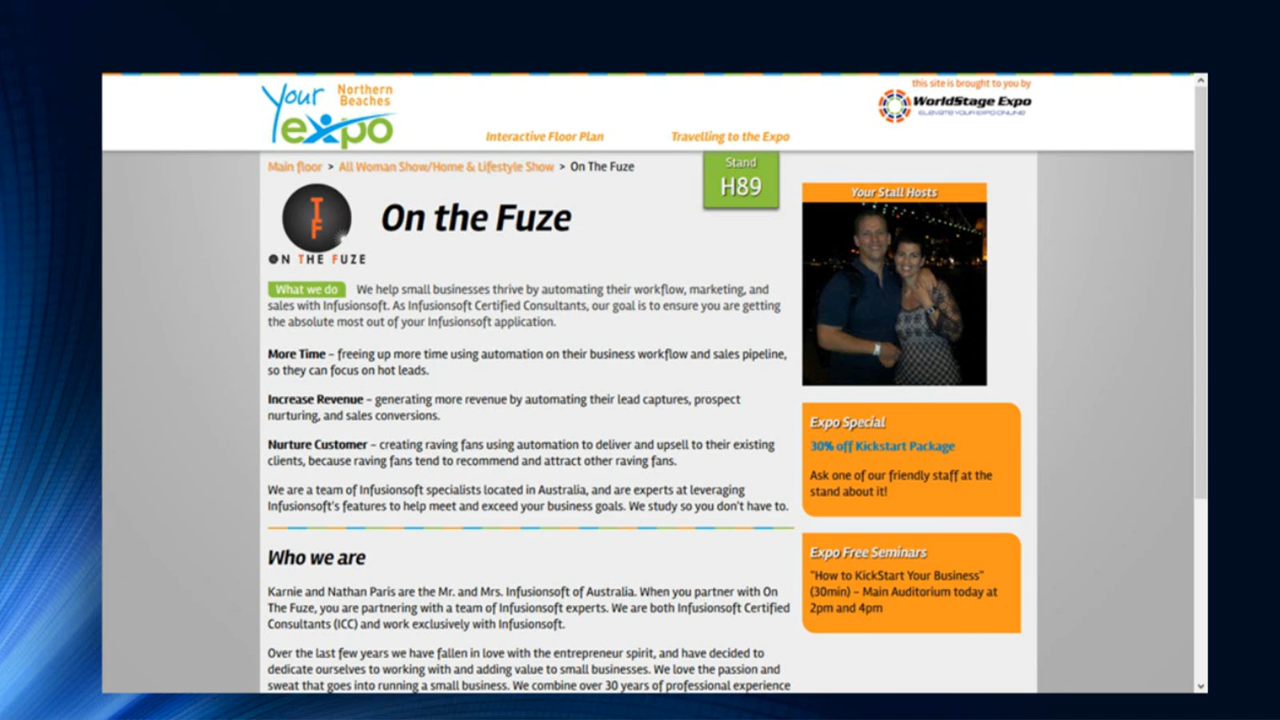 this site is brought to you by
Your
Northern
Beaches
expo
WorldStage Expo
ELEVATE YOUR EXPO ONLINE
Interactive Floor Plan
Travelling to the Expo
Main floor > All Woman Show/Home & Lifestyle Show > On The Fuze
Stand
H89
T
F
ON THE FUZE
On the Fuze
What we do We help small businesses thrive by automating their workflow, marketing, and
sales with Infusionsoft. As Infusionsoft Certified Consultants, our goal is to ensure you are getting
the absolute most out of your Infusionsoft application.
More Time – freeing up more time using automation on their business workflow and sales pipeline,
so they can focus on hot leads.
Increase Revenue – generating more revenue by automating their lead captures, prospect
nurturing, and sales conversions.
Nurture Customer – creating raving fans using automation to deliver and upsell to their existing
clients, because raving fans tend to recommend and attract other raving fans.
We are a team of Infusionsoft specialists located in Australia, and are experts at leveraging
Infusionsoft's features to help meet and exceed your business goals. We study so you don't have to.
Who we are
Karnie and Nathan Paris are the Mr. and Mrs. Infusionsoft of Australia. When you partner with On
The Fuze, you are partnering with a team of Infusionsoft experts. We are both Infusionsoft Certified
Consultants (ICC) and work exclusively with Infusionsoft.
Over the last few years we have fallen in love with the entrepreneur spirit, and have decided to
dedicate ourselves to working with and adding value to small businesses. We love the passion and
sweat that goes into running a small business. We combine over 30 years of professional experience
Your Stall Hosts
Expo Special
30% off Kickstart Package
Ask one of our friendly staff at the
stand about it!
Expo Free Seminars
"How to KickStart Your Business"
(30min) – Main Auditorium today at
2pm and 4pm